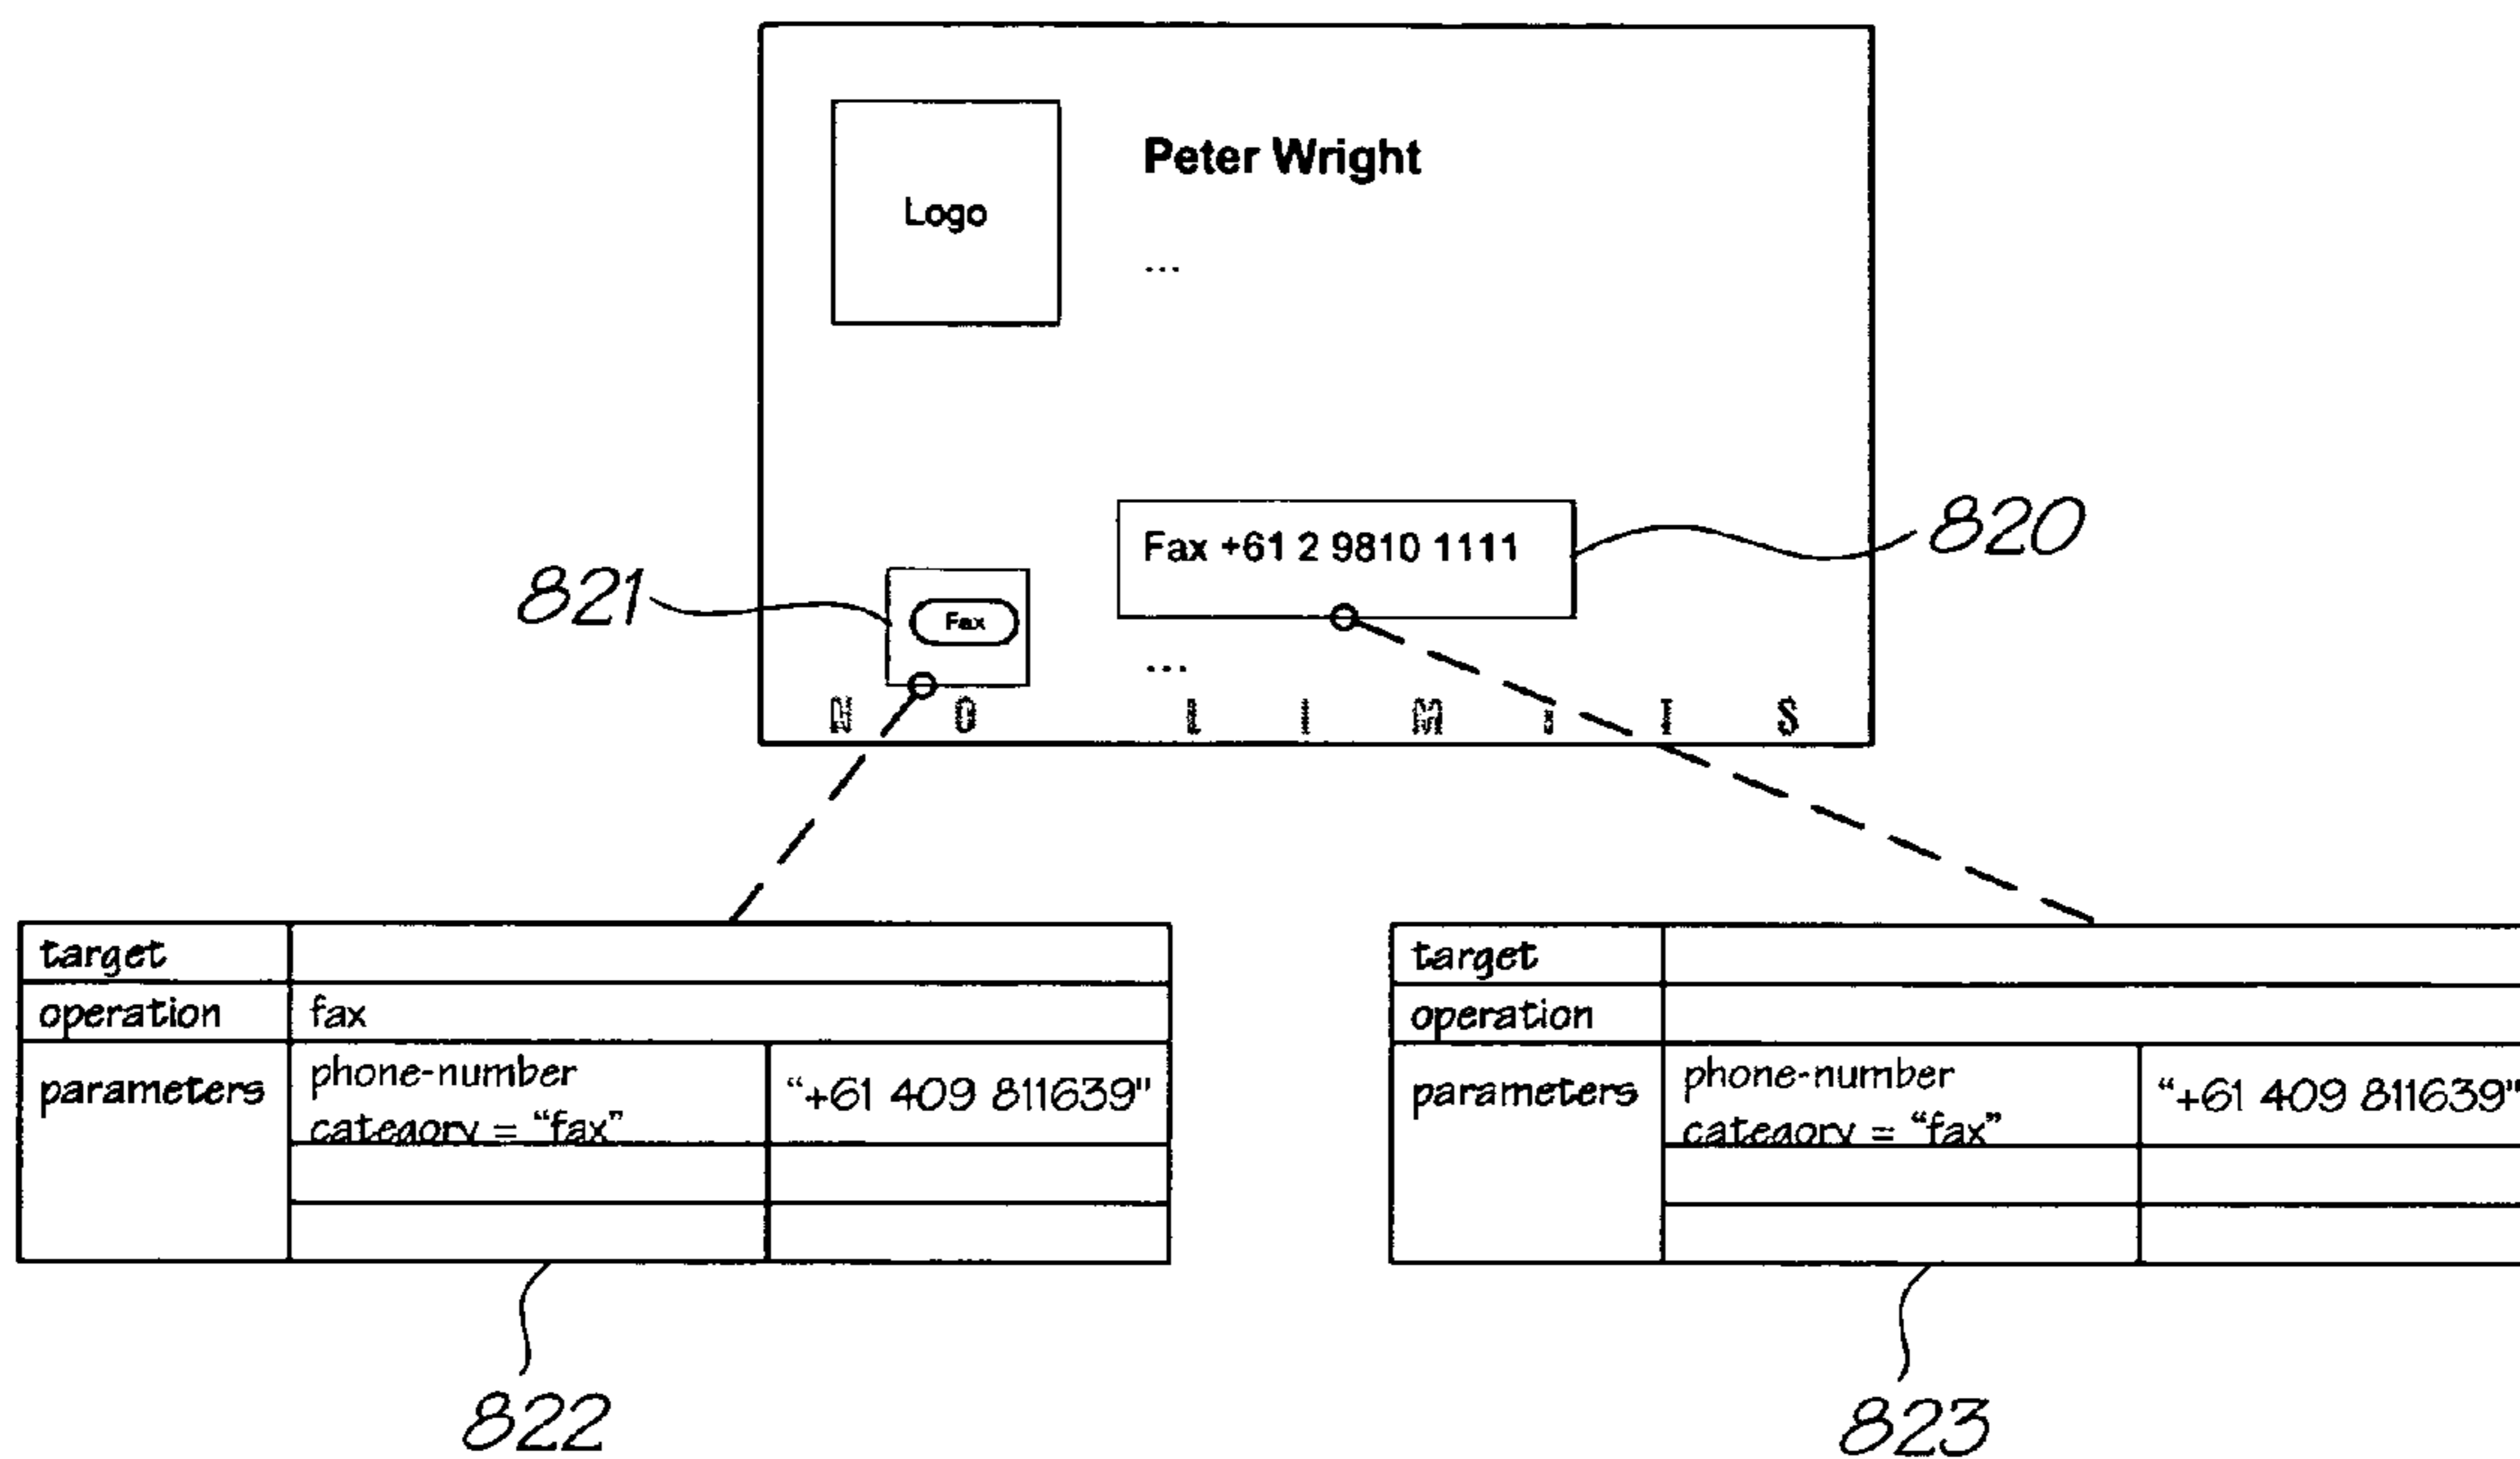 Peter Wright
Logo
...
820
Fax +61 2 9810 1111
821
Fax
...
N O L I M i T S
target
operation fax
parameters phone-number "+61 409 811639"
category = "fax"
822
target
operation
parameters phone-number "+61 409 811639"
category = "fax"
823